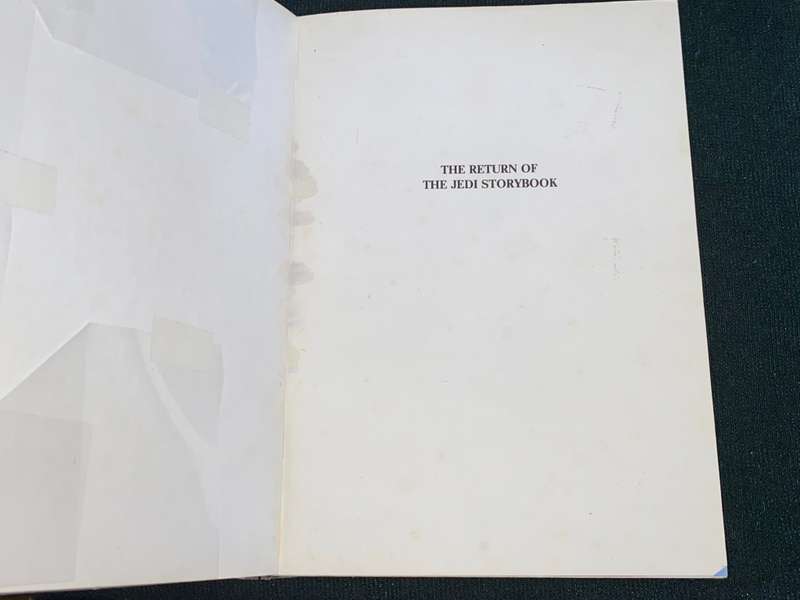 THE RETURN OF
THE JEDI STORYBOOK